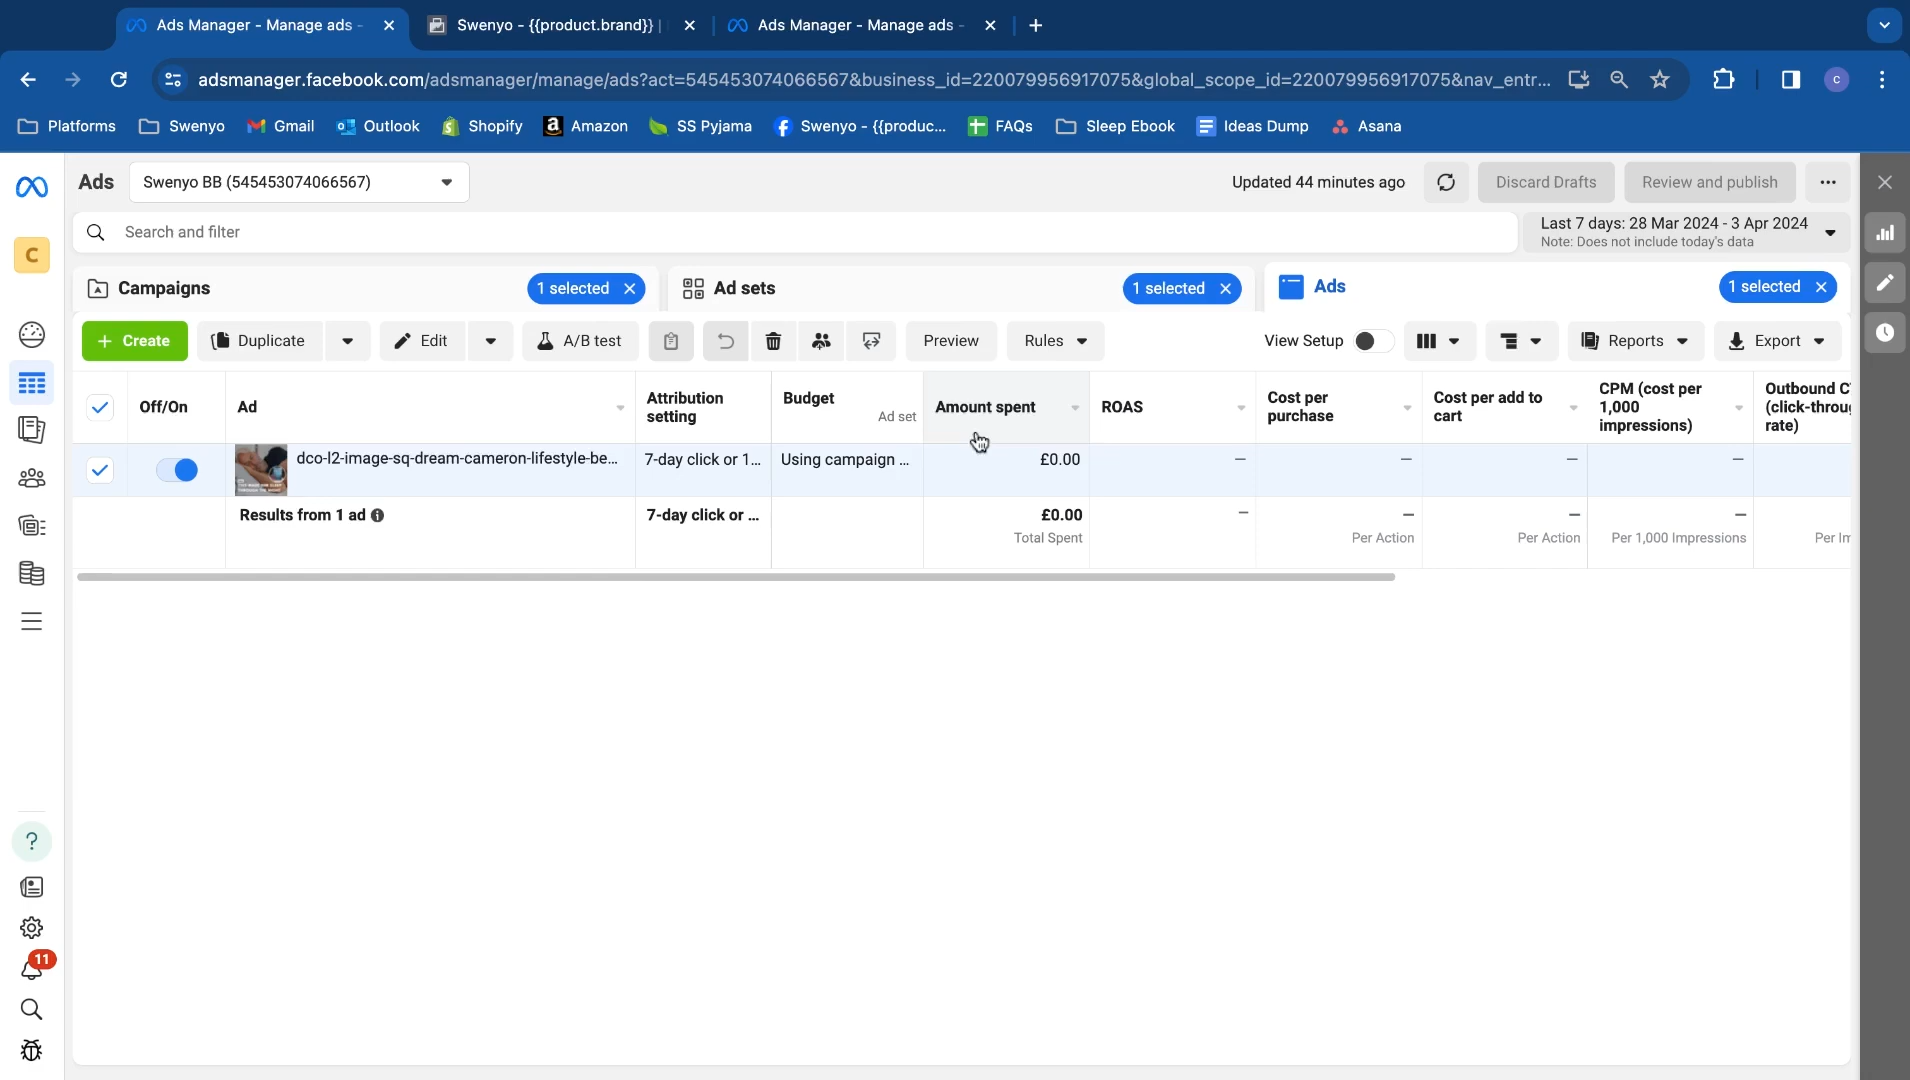 Ads Manager - Manage ads -
Swenyo - {{product.brand}} |
Ads Manager - Manage ads -
adsmanager.facebook.com/adsmanager/manage/ads?act=545453074066567&business_id=220079956917075&global_scope_id=220079956917075&nav_entr...
c
Platforms
Swenyo
Gmail
Outlook
Shopify
Amazon
SS Pyjama
Swenyo - {{produc...
FAQs
Sleep Ebook
Ideas Dump
Asana
Ads
Swenyo BB (545453074066567)
Updated 44 minutes ago
Discard Drafts
Review and publish
Search and filter
Last 7 days: 28 Mar 2024 - 3 Apr 2024
Note: Does not include today's data
C
Campaigns
1 selected
Ad sets
1 selected
Ads
1 selected
+ Create
Duplicate
Edit
A/B test
Preview
Rules
View Setup
Reports
Export
Off/On
Ad
Attribution
setting
Budget
Ad set
Amount spent
ROAS
Cost per
purchase
Cost per add to
cart
CPM (cost per
1,000
impressions)
Outbound C
(click-throu
rate)
dco-l2-image-sq-dream-cameron-lifestyle-be...
7-day click or 1...
Using campaign ...
£0.00
—
—
—
—
Results from 1 ad
7-day click or ...
£0.00
Total Spent
—
—
Per Action
—
Per Action
—
Per 1,000 Impressions
Per Im
?
11